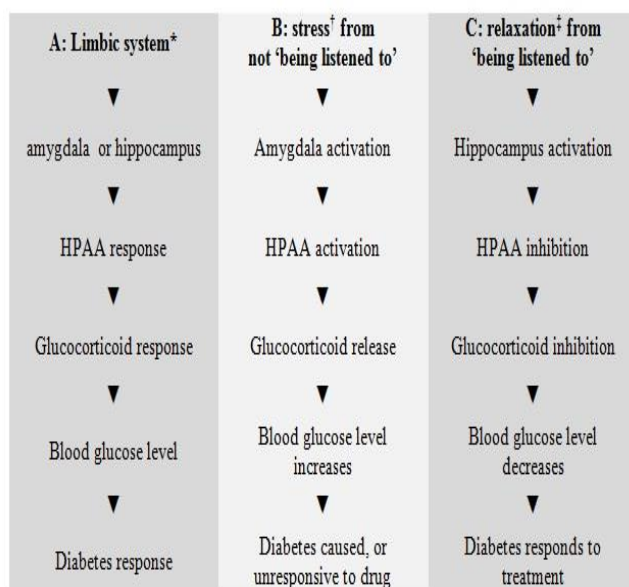 A: Limbic system*
amygdala or hippocampus
HPAA response
Glucocorticoid response
Blood glucose level
Diabetes response
B: stress† from
not ‘being listened to’
Amygdala activation
HPAA activation
Glucocorticoid release
Blood glucose level
increases
Diabetes caused, or
unresponsive to drug
C: relaxation‡ from
‘being listened to’
Hippocampus activation
HPAA inhibition
Glucocorticoid inhibition
Blood glucose level
decreases
Diabetes responds to
treatment